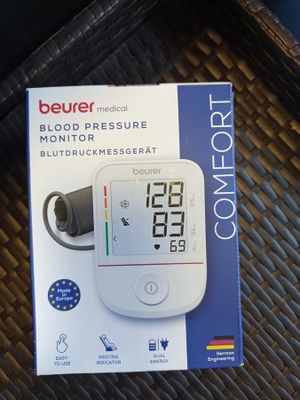 beurer medical
BLOOD PRESSURE
MONITOR
BLUTDRUCKMESSGERÄT
COMFORT
beurer
128
83
69
Made in
Europe
EASY-
TO-USE
RESTING
INDICATOR
DUAL
ENERGY
German
Engineering